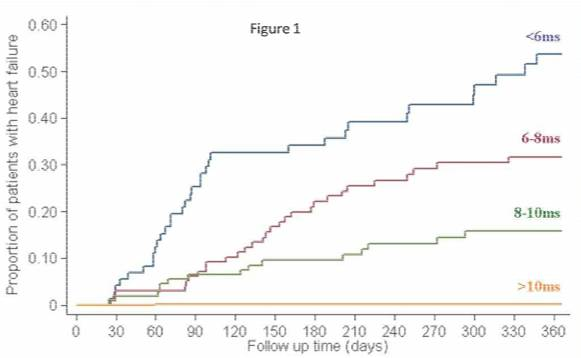 Figure 1
Proportion of patients with heart failure
0.60
0.50
0.40
0.30
0.20
0.10
0
<6ms
6-8ms
8-10ms
>10ms
0 30 60 90 120 150 180 210 240 270 300 330 360
Follow up time (days)